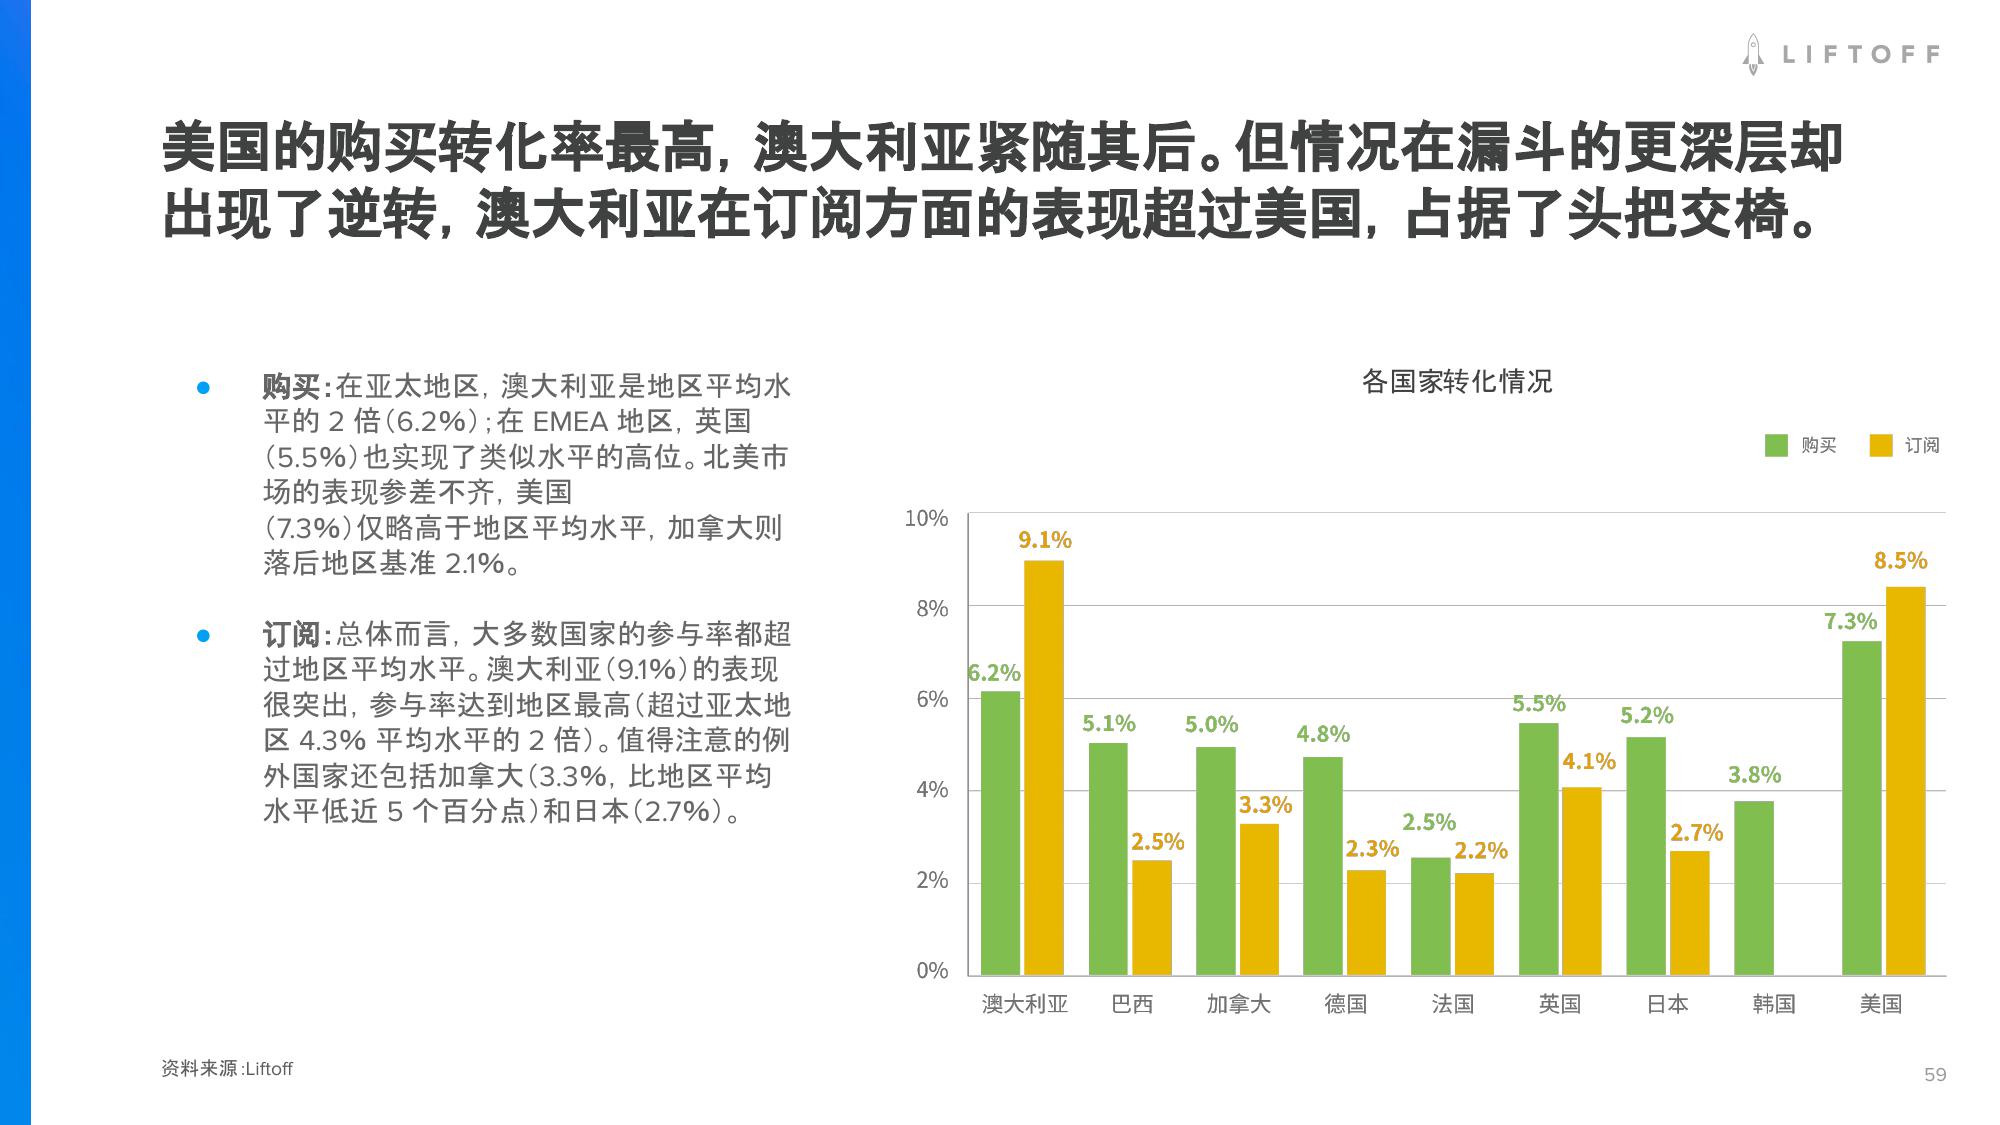 LIFTOFF
美国的购买转化率最高，澳大利亚紧随其后。但情况在漏斗的更深层却
出现了逆转，澳大利亚在订阅方面的表现超过美国，占据了头把交椅。
● 购买：在亚太地区，澳大利亚是地区平均水
平的 2 倍（6.2%）；在 EMEA 地区，英国
（5.5%）也实现了类似水平的高位。北美市
场的表现参差不齐，美国
（7.3%）仅略高于地区平均水平，加拿大则
落后地区基准 2.1%。
● 订阅：总体而言，大多数国家的参与率都超
过地区平均水平。澳大利亚（9.1%）的表现
很突出，参与率达到地区最高（超过亚太地
区 4.3% 平均水平的 2 倍）。值得注意的例
外国家还包括加拿大（3.3%，比地区平均
水平低近 5 个百分点）和日本（2.7%）。
各国家转化情况
购买 订阅
10%
8%
6%
4%
2%
0%
6.2% 9.1%
5.1% 2.5%
5.0% 3.3%
4.8% 2.3%
2.5% 2.2%
5.5% 4.1%
5.2% 2.7%
3.8%
7.3% 8.5%
澳大利亚 巴西 加拿大 德国 法国 英国 日本 韩国 美国
资料来源:Liftoff
59